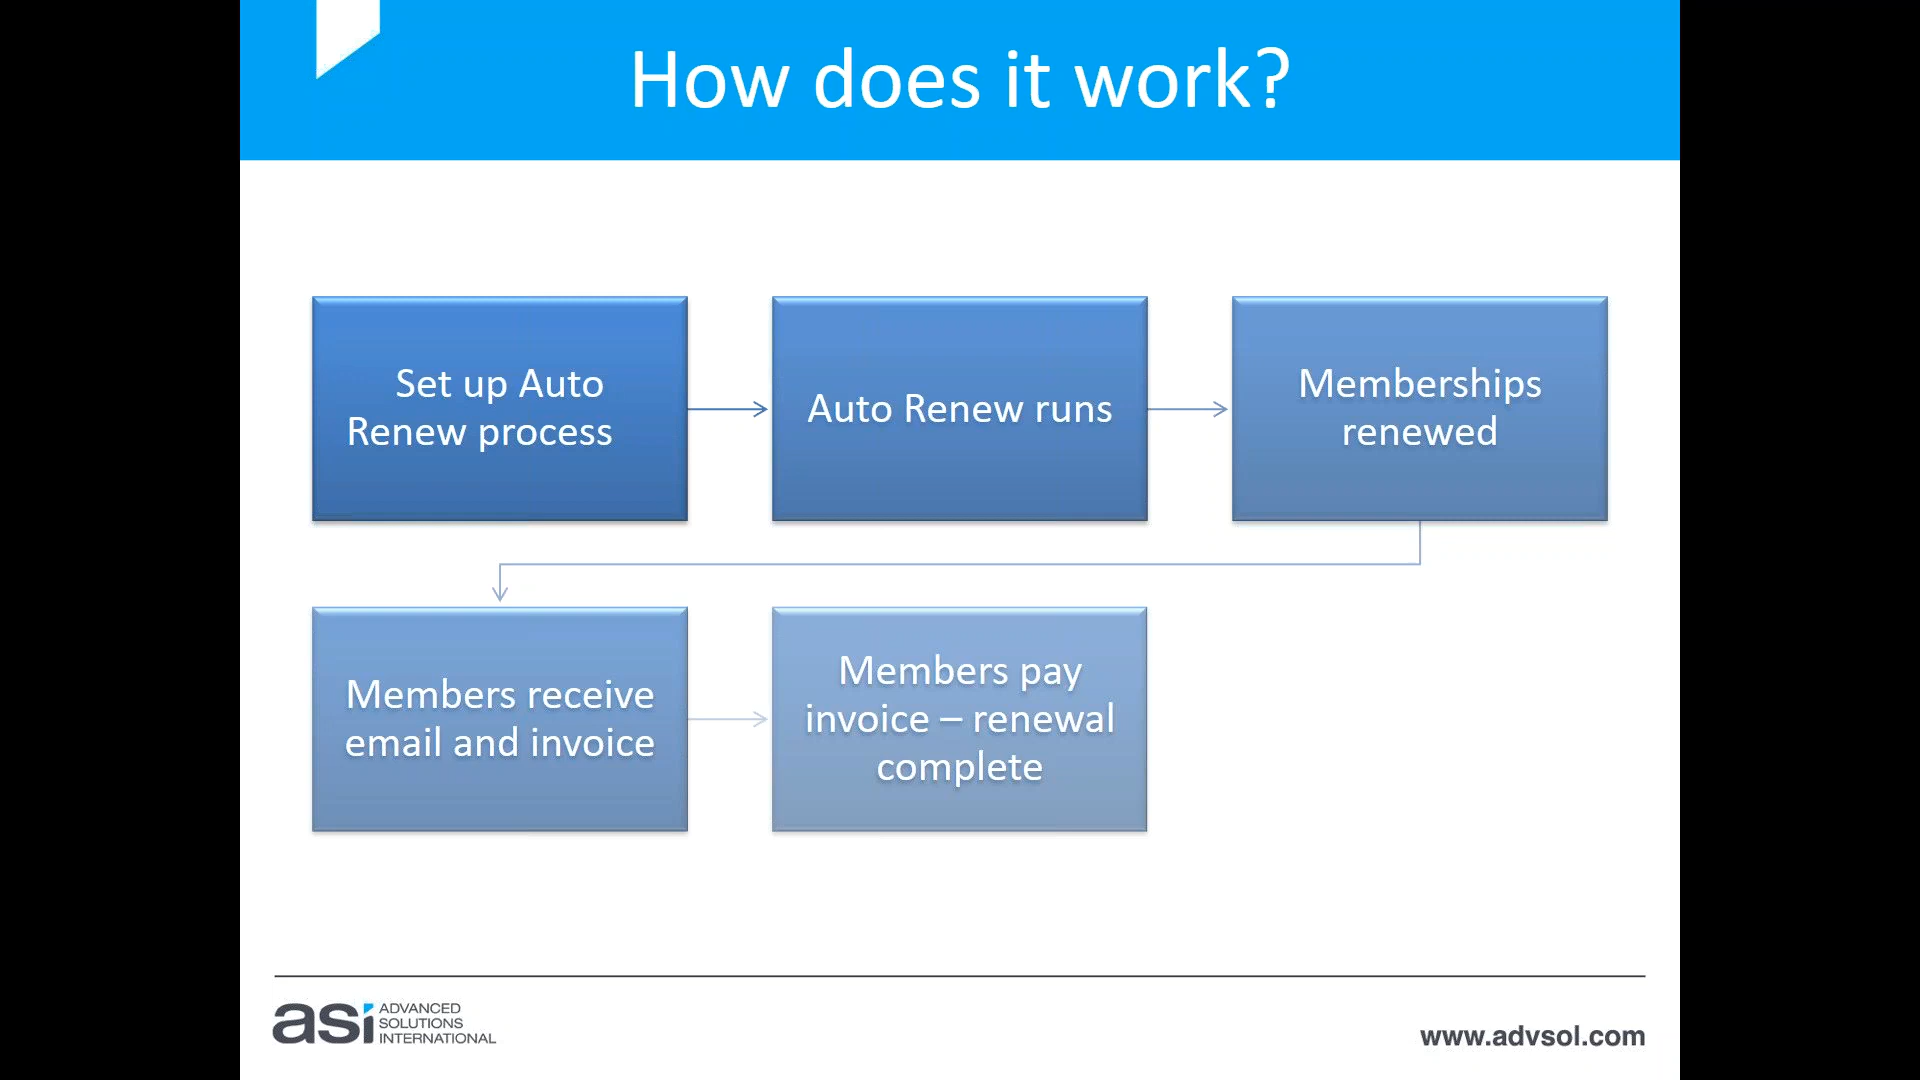 How does it work?
Set up Auto
Renew process
Auto Renew runs
Memberships
renewed
Members receive
email and invoice
Members pay
invoice – renewal
complete
asi
ADVANCED
SOLUTIONS
INTERNATIONAL
www.advsol.com